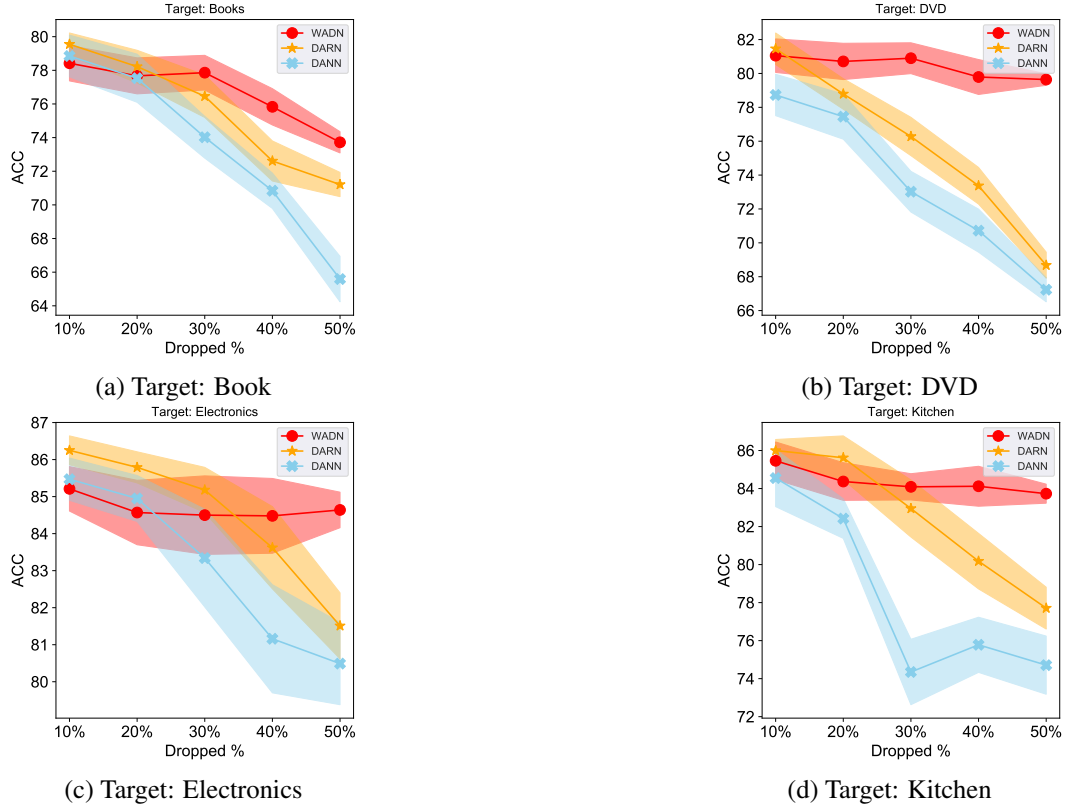 Target: Books
80
78
76
74
72
70
68
66
64
ACC
10% 20% 30% 40% 50%
Dropped %
WADN
DARN
DANN
(a) Target: Book
Target: DVD
82
80
78
76
74
72
70
68
66
ACC
10% 20% 30% 40% 50%
Dropped %
WADN
DARN
DANN
(b) Target: DVD
Target: Electronics
87
86
85
84
83
82
81
80
ACC
10% 20% 30% 40% 50%
Dropped %
WADN
DARN
DANN
(c) Target: Electronics
Target: Kitchen
86
84
82
80
78
76
74
72
ACC
10% 20% 30% 40% 50%
Dropped %
WADN
DARN
DANN
(d) Target: Kitchen